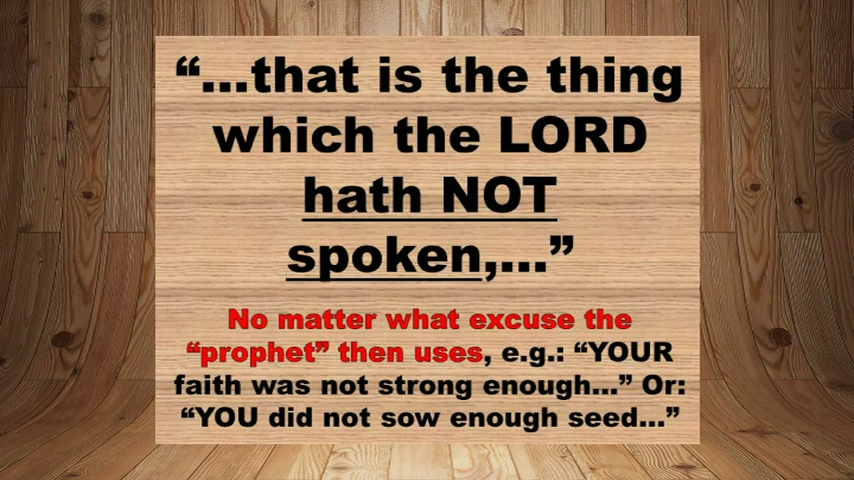 “...that is the thing
which the LORD
hath NOT
spoken,...”
No matter what excuse the
“prophet” then uses, e.g.: “YOUR
faith was not strong enough...” Or:
“YOU did not sow enough seed...”